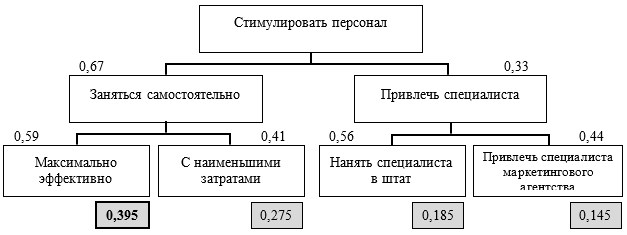 Стимулировать персонал
0,67
0,33
Заняться самостоятельно
Привлечь специалиста
0,59
0,41
0,56
0,44
Максимально
эффективно
С наименьшими
затратами
Нанять специалиста
в штат
Привлечь специалиста
маркетингового
агентства
0,395
0,275
0,185
0,145